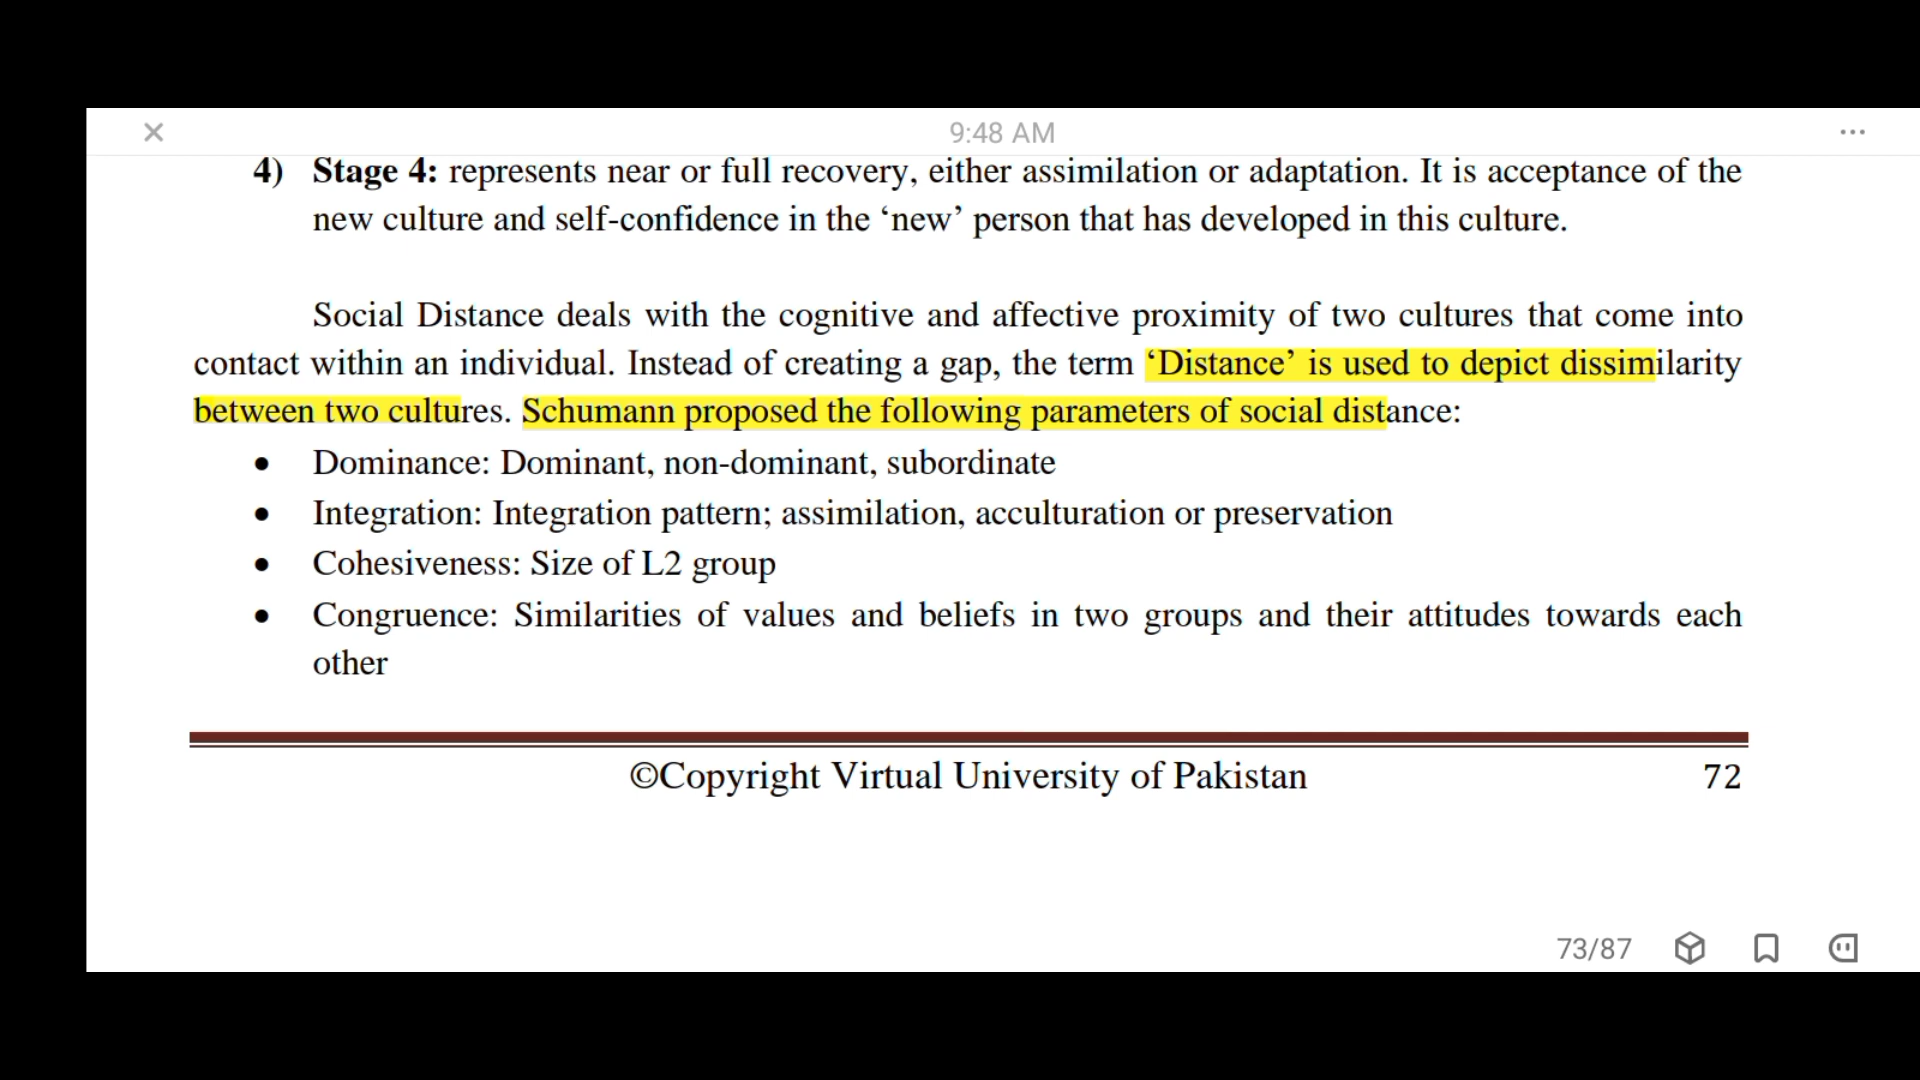 9:48 AM
4) Stage 4: represents near or full recovery, either assimilation or adaptation. It is acceptance of the
new culture and self-confidence in the ‘new’ person that has developed in this culture.
Social Distance deals with the cognitive and affective proximity of two cultures that come into
contact within an individual. Instead of creating a gap, the term ‘Distance’ is used to depict dissimilarity
between two cultures. Schumann proposed the following parameters of social distance:
• Dominance: Dominant, non-dominant, subordinate
• Integration: Integration pattern; assimilation, acculturation or preservation
• Cohesiveness: Size of L2 group
• Congruence: Similarities of values and beliefs in two groups and their attitudes towards each
other
©Copyright Virtual University of Pakistan 72
73/87